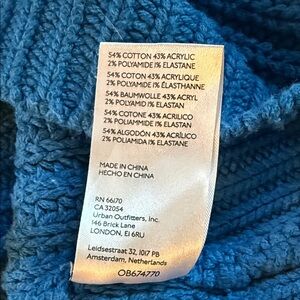 54% COTTON 43% ACRYLIC
2% POLYAMIDE 1% ELASTANE
54% COTON 43% ACRYLIQUE
2% POLYAMIDE 1% ÉLASTHANNE
54% BAUMWOLLE 43% ACRYL
2% POLYAMID 1% ELASTAN
54% COTONE 43% ACRILICO
2% POLIAMMIDE 1% ELASTAN
54% ALGODÓN 43% ACRÍLICO
2% POLIAMIDA 1% ELASTANE
MADE IN CHINA
HECHO EN CHINA
RN 66170
CA 32054
Urban Outfitters, Inc.
146 Brick Lane
LONDON, E1 6RU
Leidsestraat 32, 1017 PB
Amsterdam, Netherlands
OB674770